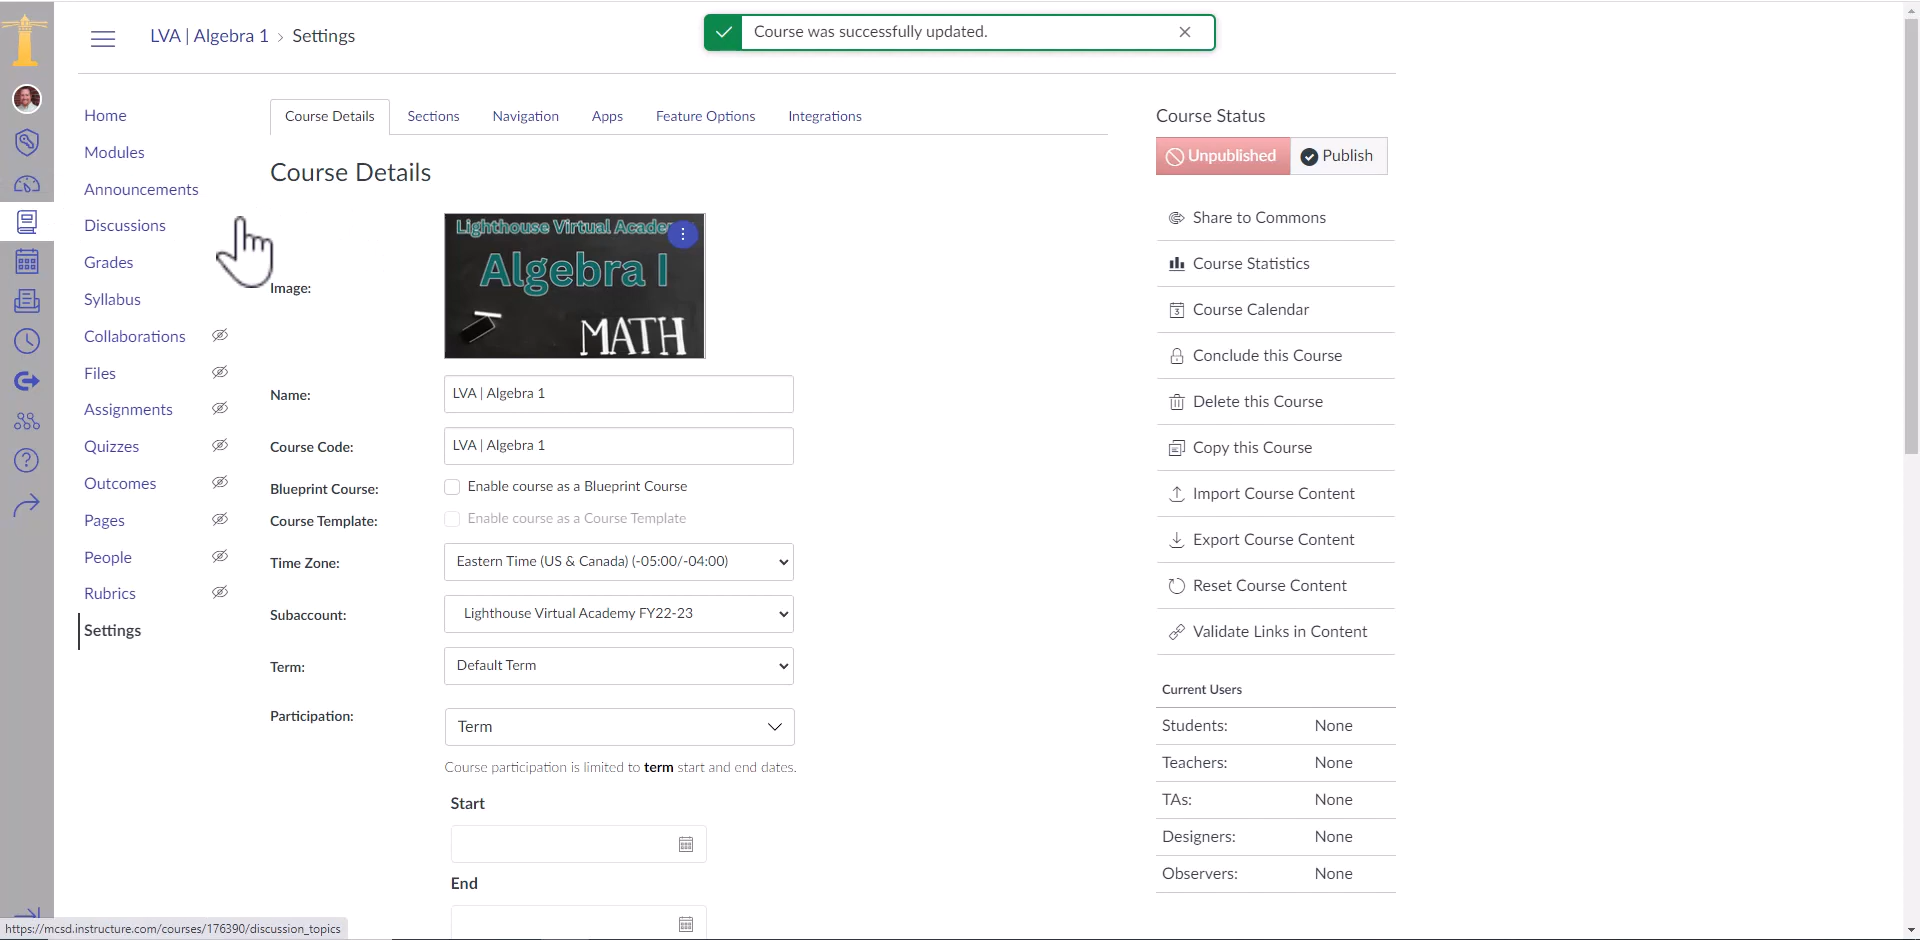 LVA | Algebra 1 › Settings
Course was successfully updated.
Home
Modules
Announcements
Discussions
Grades
Syllabus
Collaborations
Files
Assignments
Quizzes
Outcomes
Pages
People
Rubrics
Settings
Course Details
Sections
Navigation
Apps
Feature Options
Integrations
Course Details
Image:
Lighthouse Virtual Acade
Algebra I
MATH
Name:
LVA | Algebra 1
Course Code:
LVA | Algebra 1
Blueprint Course:
Enable course as a Blueprint Course
Course Template:
Enable course as a Course Template
Time Zone:
Eastern Time (US & Canada) (-05:00/-04:00)
Subaccount:
Lighthouse Virtual Academy FY22-23
Term:
Default Term
Participation:
Term
Course participation is limited to term start and end dates.
Start
End
Course Status
Unpublished
Publish
Share to Commons
Course Statistics
3
Course Calendar
Conclude this Course
Delete this Course
Copy this Course
Import Course Content
Export Course Content
Reset Course Content
Validate Links in Content
Current Users
Students: None
Teachers: None
TAs: None
Designers: None
Observers: None
https://mcsd.instructure.com/courses/176390/discussion_topics